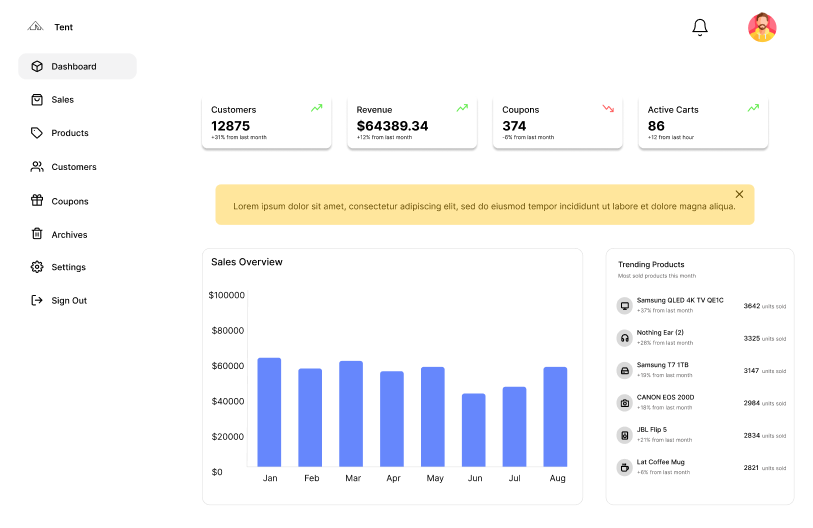 Tent
Dashboard
Sales
Products
Customers
Coupons
Archives
Settings
Sign Out
Customers
12875
+31% from last month
Revenue
$64389.34
+12% from last month
Coupons
374
-6% from last month
Active Carts
86
+12 from last hour
Lorem ipsum dolor sit amet, consectetur adipiscing elit, sed do eiusmod tempor incididunt ut labore et dolore magna aliqua.
Sales Overview
$100000
$80000
$60000
$40000
$20000
$0
Jan Feb Mar Apr May Jun Jul Aug
Trending Products
Most sold products this month
Samsung QLED 4K TV QE1C
+37% from last month
3642 units sold
Nothing Ear (2)
+28% from last month
3325 units sold
Samsung T7 1TB
+19% from last month
3147 units sold
CANON EOS 200D
+18% from last month
2984 units sold
JBL Flip 5
+21% from last month
2834 units sold
Lat Coffee Mug
+6% from last month
2821 units sold